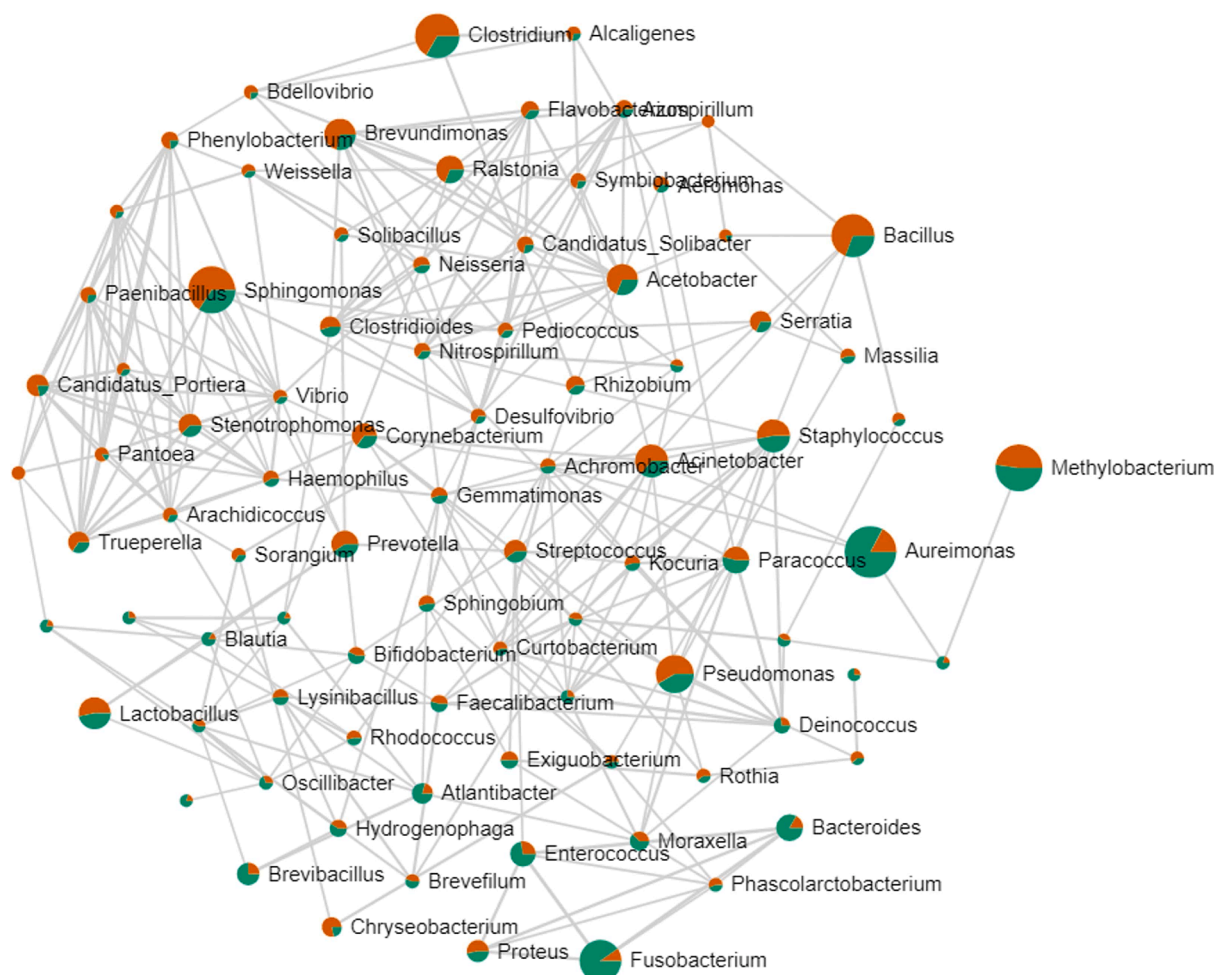 Clostridium
Alcaligenes
Bdellovibrio
Flavobacterium
Azospirillum
Phenylobacterium
Brevundimonas
Weissella
Ralstonia
Symbiobacterium
Aeromonas
Solibacillus
Candidatus_Solibacter
Bacillus
Neisseria
Paenibacillus
Sphingomonas
Acetobacter
Clostridioides
Pediococcus
Serratia
Nitrospirillum
Massilia
Candidatus_Portiera
Vibrio
Rhizobium
Stenotrophomonas
Corynebacterium
Desulfovibrio
Staphylococcus
Pantoea
Achromobacter
Acinetobacter
Methylobacterium
Haemophilus
Gemmatimonas
Arachidicoccus
Trueperella
Sorangium
Prevotella
Streptococcus
Kocuria
Paracoccus
Aureimonas
Sphingobium
Blautia
Bifidobacterium
Curtobacterium
Pseudomonas
Lactobacillus
Lysinibacillus
Faecalibacterium
Deinococcus
Rhodococcus
Exiguobacterium
Rothia
Oscillibacter
Atlantibacter
Hydrogenophaga
Moraxella
Bacteroides
Enterococcus
Brevibacillus
Brevefilum
Phascolarctobacterium
Chryseobacterium
Proteus
Fusobacterium